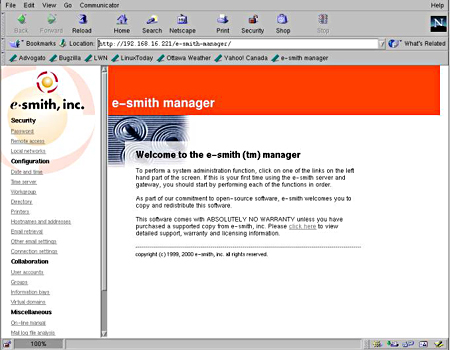 File Edit View Go Communicator Help
Back Forward Reload Home Search Netscape Print Security Shop Stop
Bookmarks Location: http://192.168.16.221/e-smith-manager/ What's Related
Advogato Bugzilla LWN LinuxToday Ottawa Weather Yahoo! Canada e-smith manager
e-smith, inc.
Security
Password
Remote access
Local networks
Configuration
Date and time
Time server
Workgroup
Directory
Printers
Hostnames and addresses
Email retrieval
Other email settings
Connection settings
Collaboration
User accounts
Groups
Information bays
Virtual domains
Miscellaneous
On-line manual
Mail log file analysis
e-smith manager
Welcome to the e-smith (tm) manager
To perform a system administration function, click on one of the links on the left
hand part of the screen. If this is your first time using the e-smith server and
gateway, you should start by performing each of the functions in order.
As part of our commitment to open-source software, e-smith welcomes you to
copy and redistribute this software.
This software comes with ABSOLUTELY NO WARRANTY unless you have
purchased a supported copy from e-smith, inc. Please click here to view
detailed support, warranty and licensing information.
copyright (c) 1999, 2000 e-smith, inc. all rights reserved.
100%